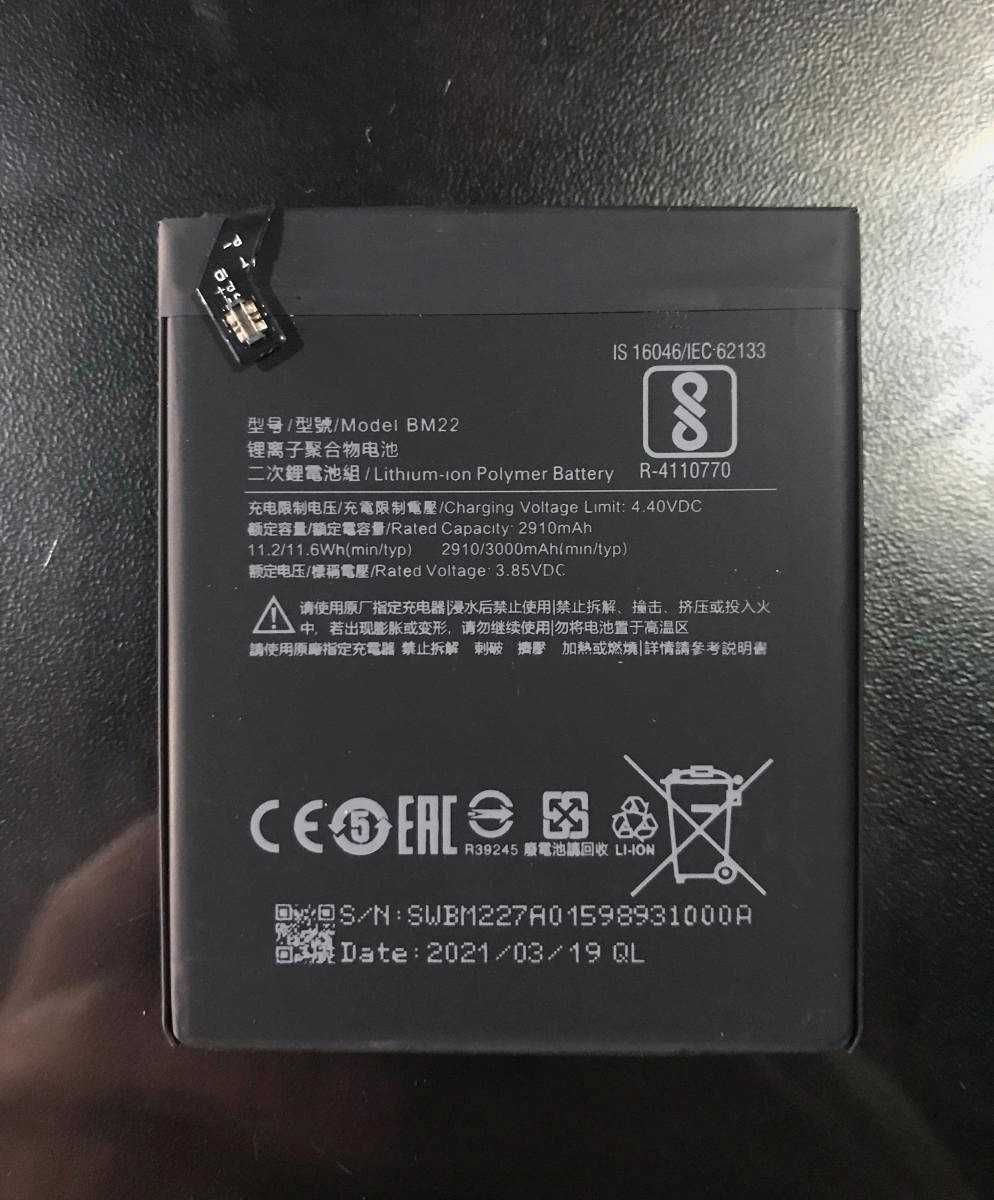 P-
T
ID
P+
IS 16046/IEC 62133
R-4110770
型号/型號/Model BM22
锂离子聚合物电池
二次鋰電池組/Lithium-ion Polymer Battery
充电限制电压/充電限制電壓/Charging Voltage Limit: 4.40VDC
额定容量/額定電容量/Rated Capacity: 2910mAh
11.2/11.6Wh(min/typ) 2910/3000mAh(min/typ)
额定电压/標稱電壓/Rated Voltage: 3.85VDC
请使用原厂指定充电器|浸水后禁止使用|禁止拆解、撞击、挤压或投入火
中，若出现膨胀或变形，请勿继续使用|勿将电池置于高温区
請使用原廠指定充電器 禁止拆解 刺破 擠壓 加熱或燃燒|詳情請參考説明書
CE 5 EAC
R39245 廢電池請回收 LI-ION
S/N:SWBM227A01598931000A
Date:2021/03/19 QL